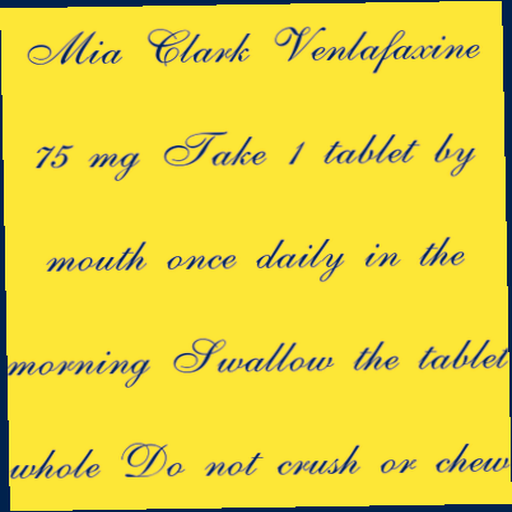 Mia Clark Venlafaxine
75 mg Take 1 tablet by
mouth once daily in the
morning Swallow the tablet
whole Do not crush or chew